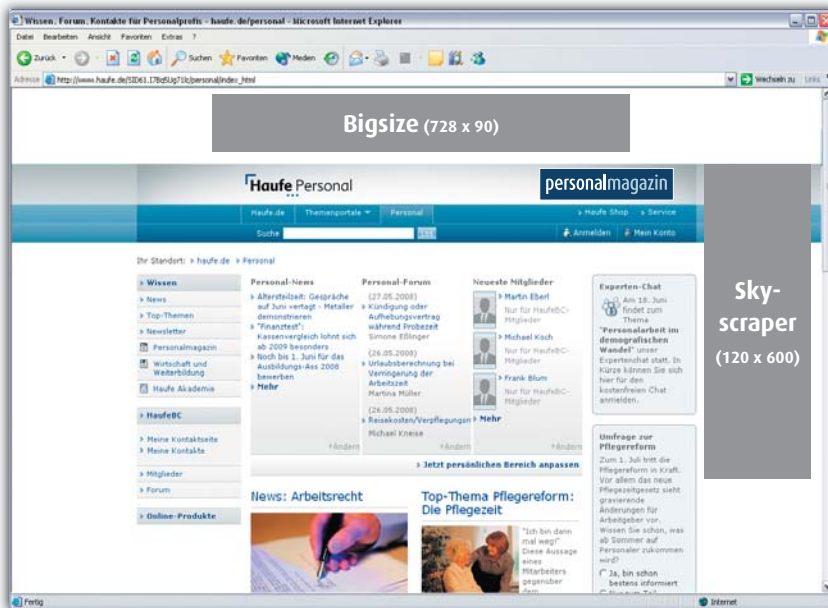 Wissen, Forum, Kontakte für Personalprofis - haufe.de/personal - Microsoft Internet Explorer
Datei Bearbeiten Ansicht Favoriten Extras ?
Zurück Suchen Favoriten Medien
Adresse http://www.haufe.de/ Wechseln zu Links
Bigsize (728 x 90)
Haufe Personal
personalmagazin
Haufe.de Themenportale Personal » Haufe Shop » Service
Suche Anmelden Mein Konto
Ihr Standort: » haufe.de » Personal
» Wissen
» News
» Top-Themen
» Newsletter
Personalmagazin
Wirtschaft und
Weiterbildung
Haufe Akademie
» HaufeBC
» Meine Kontaktseite
» Meine Kontakte
» Mitglieder
» Forum
» Online-Produkte
Personal-News
» Altersteilzeit: Gespräche
auf Juni vertagt - Metaller
demonstrieren
» "Finanztest":
Kassenvergleich lohnt sich
ab 2009 besonders
» Noch bis 1. Juni für das
Ausbildungs-Ass 2008
bewerben
» Mehr
Personal-Forum
(27.05.2008)
» Kündigung oder
Aufhebungsvertrag
während Probezeit
Simone Eßlinger
(26.05.2008)
» Urlaubsberechnung bei
Verringerung der
Arbeitszeit
Martina Müller
(26.05.2008)
» Reisekosten/Verpflegungen
Michael Kneise
Neueste Mitglieder
» Martin Eberl
Nur für HaufeBC-
Mitglieder
» Michael Koch
Nur für HaufeBC-
Mitglieder
» Frank Blum
Nur für HaufeBC-
Mitglieder
» Mehr
»Ändern »Ändern »Ändern
» Jetzt persönlichen Bereich anpassen
News: Arbeitsrecht
Top-Thema Pflegereform:
Die Pflegezeit
"Ich bin dann
mal weg!"
Diese Aussage
eines
Mitarbeiters
gegenüber
dem
Experten-Chat
Am 18. Juni
findet zum
Thema
"Personalarbeit im
demografischen
Wandel" unser
Expertenchat statt. In
Kürze können Sie sich
hier für den
kostenfreien Chat
anmelden.
Umfrage zur
Pflegereform
Zum 1. Juli tritt die
Pflegereform in Kraft.
Vor allem das neue
Pflegezeitgesetz sieht
gravierende
Änderungen für
Arbeitgeber vor.
Wissen Sie schon, was
ab Sommer auf
Personaler zukommen
wird?
Ja, bin schon
bestens informiert
Sky-
scraper
(120 x 600)
Fertig Internet